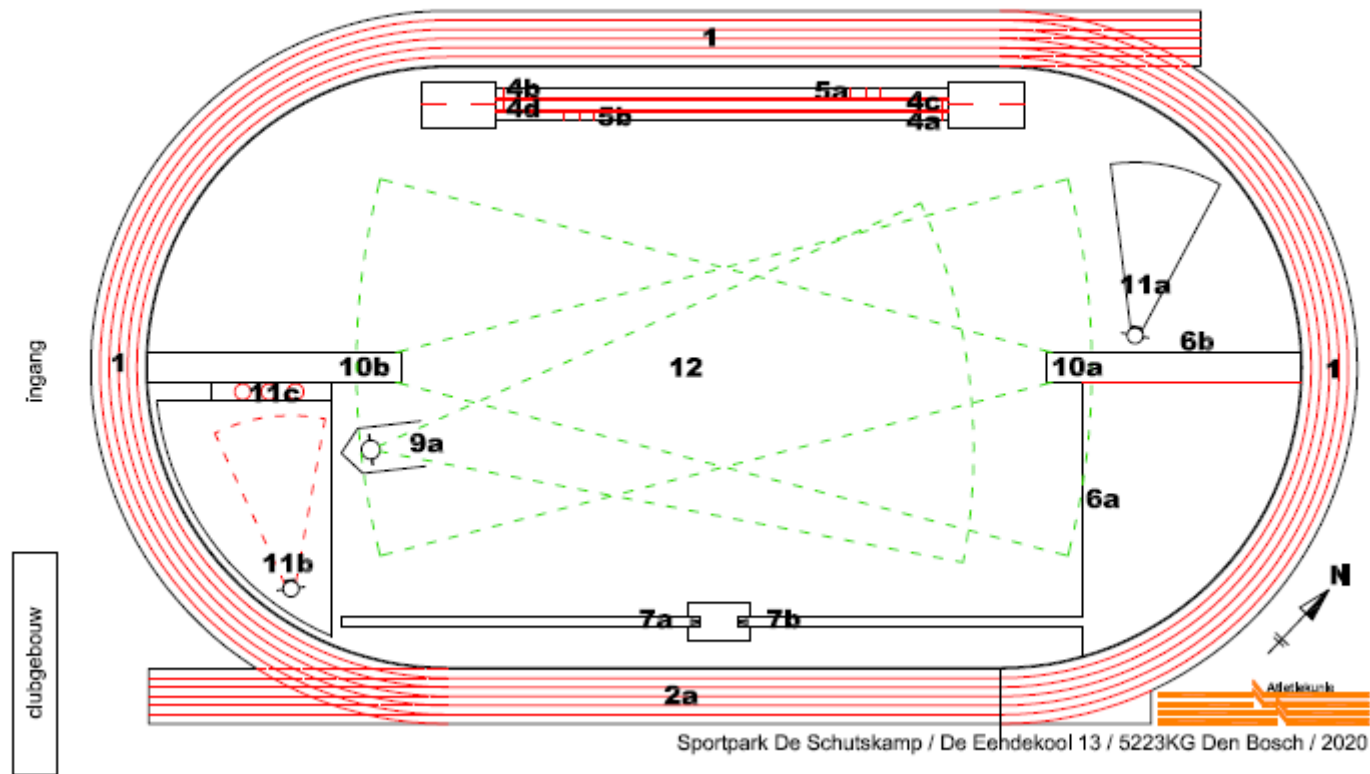 1
4b
5a
4d
4c
5b
4a
11a
6b
ingang
1
10b
12
10a
1
11c
9a
6a
11b
N
7a
7b
clubgebouw
2a
Atletiekunie
Sportpark De Schutskamp / De Eendekool 13 / 5223KG Den Bosch / 2020